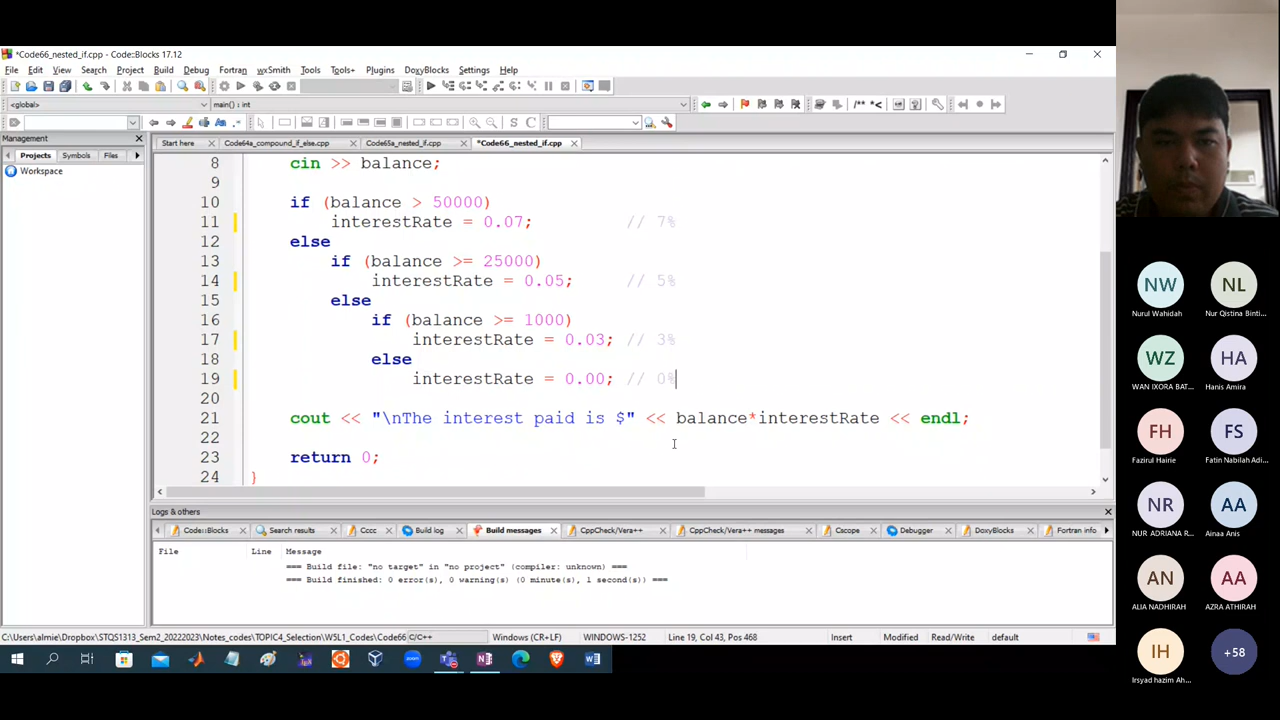 *Code66_nested_if.cpp - Code::Blocks 17.12
File Edit View Search Project Build Debug Fortran wxSmith Tools Tools+ Plugins DoxyBlocks Settings Help
<global> main() : int
Management
Projects Symbols Files
Workspace
Start here Code64a_compound_if_else.cpp Code65a_nested_if.cpp *Code66_nested_if.cpp
8 cin >> balance;
9
10 if (balance > 50000)
11 interestRate = 0.07; // 7%
12 else
13 if (balance >= 25000)
14 interestRate = 0.05; // 5%
15 else
16 if (balance >= 1000)
17 interestRate = 0.03; // 3%
18 else
19 interestRate = 0.00; // 0%
20
21 cout << "\nThe interest paid is $" << balance*interestRate << endl;
22
23 return 0;
24 }
Logs & others
Code::Blocks Search results Cccc Build log Build messages CppCheck/Vera++ CppCheck/Vera++ messages Cscope Debugger DoxyBlocks Fortran info
File Line Message
=== Build file: "no target" in "no project" (compiler: unknown) ===
=== Build finished: 0 error(s), 0 warning(s) (0 minute(s), 1 second(s)) ===
C:\Users\almie\Dropbox\STQS1313_Sem2_20222023\Notes_codes\TOPIC4_Selection\W5L1_Codes\Code66 C/C++ Windows (CR+LF) WINDOWS-1252 Line 19, Col 43, Pos 468 Insert Modified Read/Write default
NW NL
Nurul Wahidah Nur Qistina Binti...
WZ HA
WAN IXORA BAT... Hanis Amira
FH FS
Fazirul Hairie Fatin Nabilah Adi...
NR AA
NUR ADRIANA R... Ainaa Anis
AN AA
ALIA NADHIRAH AZRA ATHIRAH
IH +58
Irsyad hazim Ah...